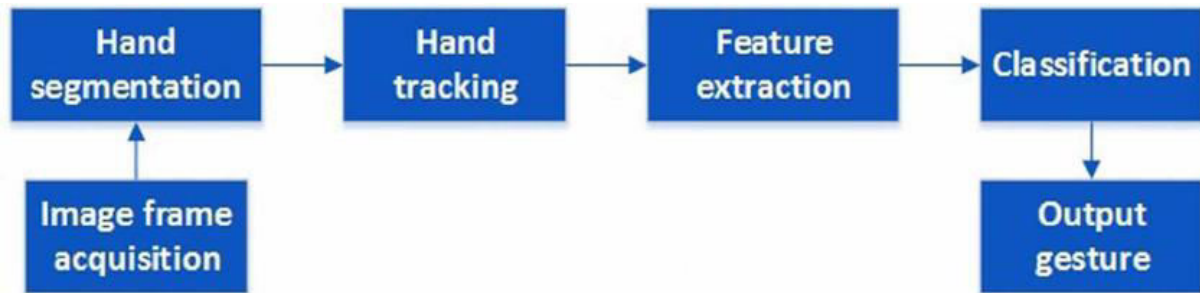 Hand
segmentation
Hand
tracking
Feature
extraction
Classification
Image frame
acquisition
Output
gesture